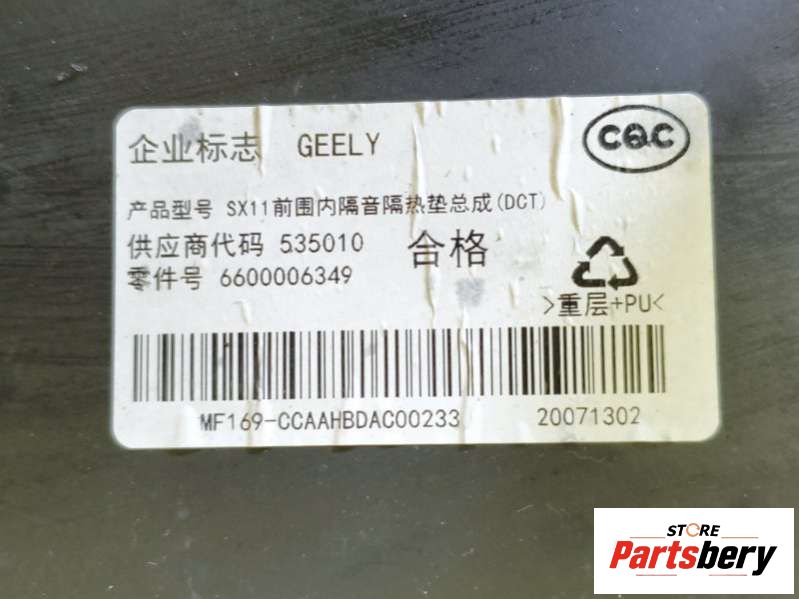 企业标志 GEELY
CQC
产品型号 SX11前围内隔音隔热垫总成(DCT)
供应商代码 535010
合格
零件号 6600006349
>重层+PU<
MF169-CCAAHBDAC00233 20071302
STORE
Partsbery